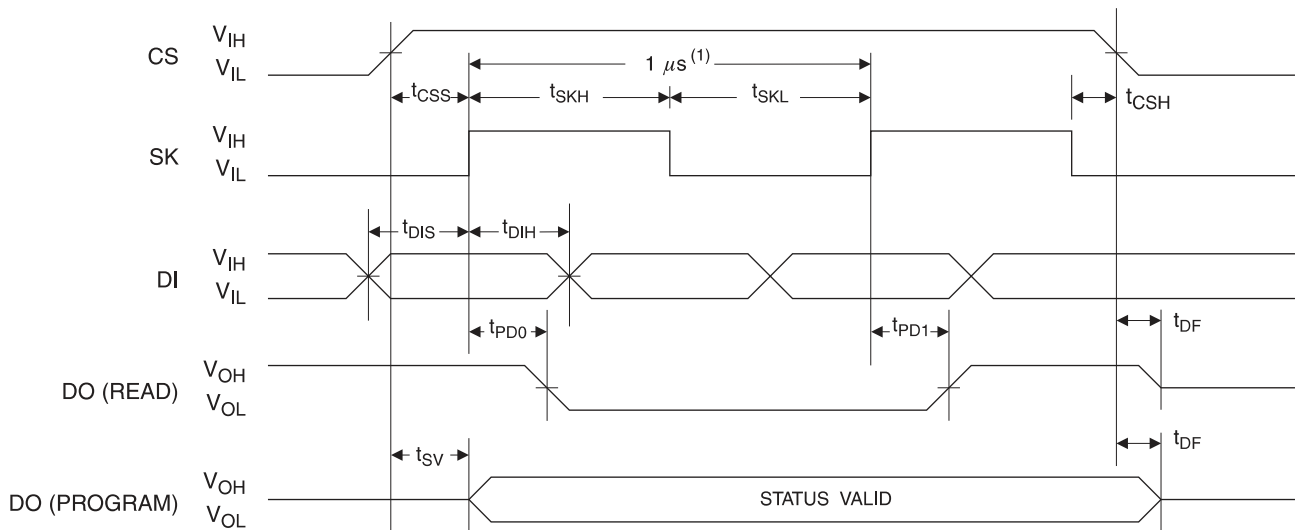 CS
V_IH
V_IL
1 μs (1)
t_CSS
t_SKH
t_SKL
t_CSH
SK
V_IH
V_IL
t_DIS
t_DIH
DI
V_IH
V_IL
t_PD0
t_PD1
t_DF
DO (READ)
V_OH
V_OL
t_SV
t_DF
DO (PROGRAM)
V_OH
V_OL
STATUS VALID